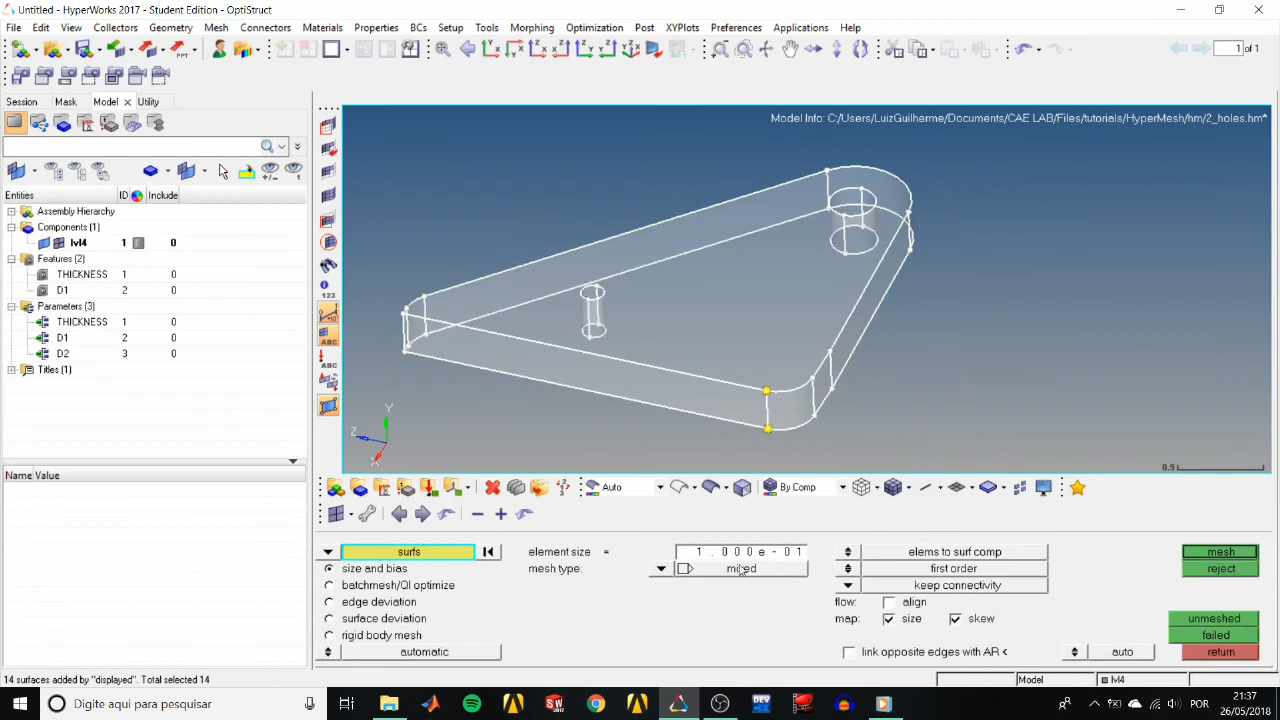 Untitled - HyperWorks 2017 - Student Edition - OptiStruct
File Edit View Collectors Geometry Mesh Connectors Materials Properties BCs Setup Tools Morphing Optimization Post XYPlots Preferences Applications Help
1 of 1
Session Mask Model Utility
Model Info: C:/Users/LuizGuilherme/Documents/CAE LAB/Files/tutorials/HyperMesh/hm/2_holes.hm*
Entities ID Include
Assembly Hierarchy
Components (1)
lvl4 1 0
Features (2)
THICKNESS 1 0
D1 2 0
Parameters (3)
THICKNESS 1 0
D1 2 0
D2 3 0
Titles (1)
123
ABC
ABC
Y
Z
X
0.9
Name Value
Auto By Comp
surfs element size = 1.000e-01 elems to surf comp mesh
size and bias mesh type: mixed first order reject
batchmesh/QI optimize keep connectivity
edge deviation flow: align
surface deviation map: size skew unmeshed
rigid body mesh failed
automatic link opposite edges with AR < auto return
14 surfaces added by "displayed". Total selected 14 Model lvl4
Digite aqui para pesquisar
POR
21:37
26/05/2018